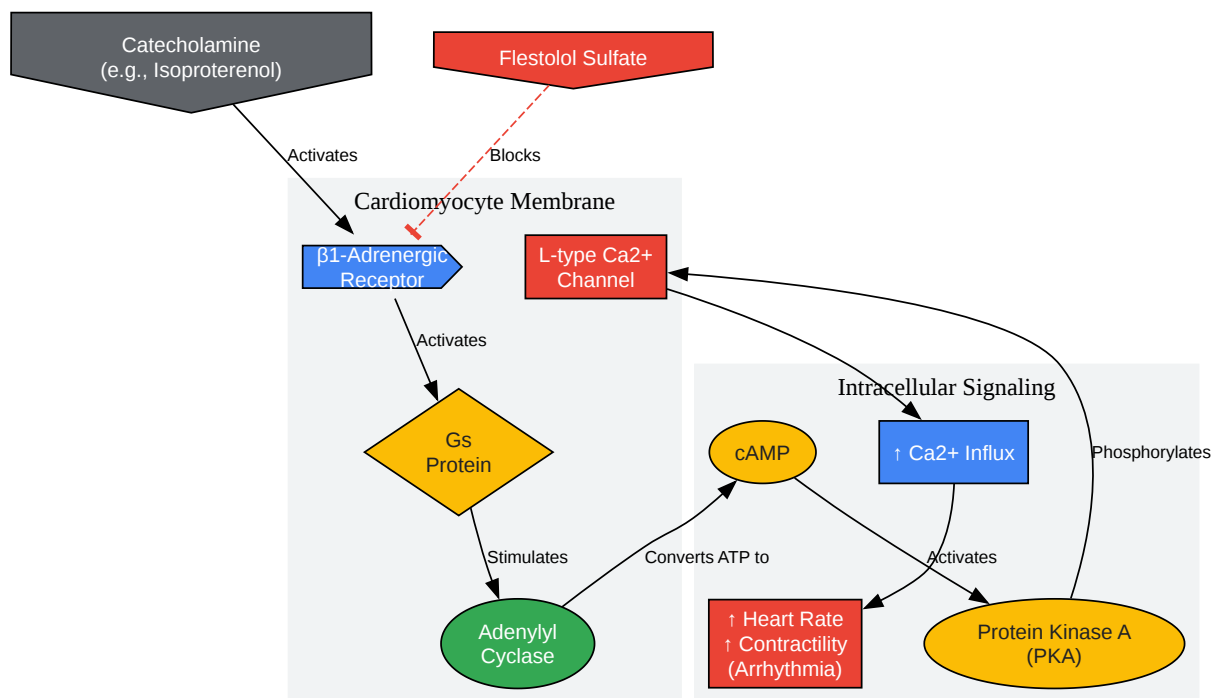 Catecholamine
(e.g., Isoproterenol)
Flestolol Sulfate
Activates
Blocks
Cardiomyocyte Membrane
β1-Adrenergic
Receptor
L-type Ca2+
Channel
Activates
Intracellular Signaling
Gs
Protein
cAMP
↑ Ca2+ Influx
Phosphorylates
Stimulates
Converts ATP to
Activates
Adenylyl
Cyclase
↑ Heart Rate
↑ Contractility
(Arrhythmia)
Protein Kinase A
(PKA)